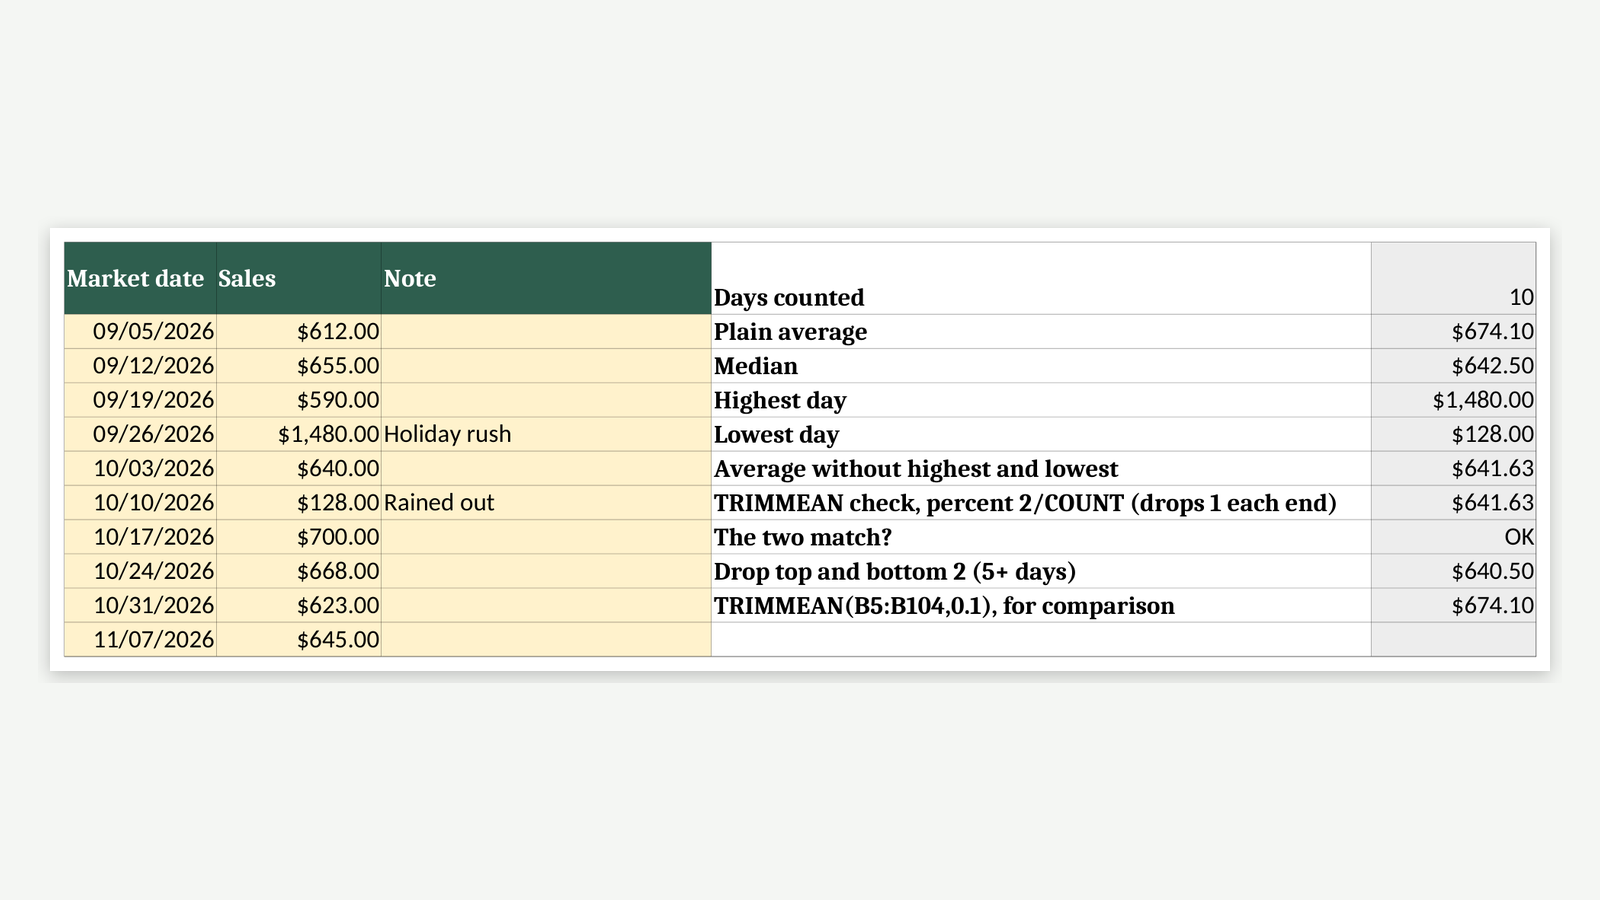 Market date Sales Note Days counted 10
09/05/2026 $612.00 Plain average $674.10
09/12/2026 $655.00 Median $642.50
09/19/2026 $590.00 Highest day $1,480.00
09/26/2026 $1,480.00 Holiday rush Lowest day $128.00
10/03/2026 $640.00 Average without highest and lowest $641.63
10/10/2026 $128.00 Rained out TRIMMEAN check, percent 2/COUNT (drops 1 each end) $641.63
10/17/2026 $700.00 The two match? OK
10/24/2026 $668.00 Drop top and bottom 2 (5+ days) $640.50
10/31/2026 $623.00 TRIMMEAN(B5:B104,0.1), for comparison $674.10
11/07/2026 $645.00